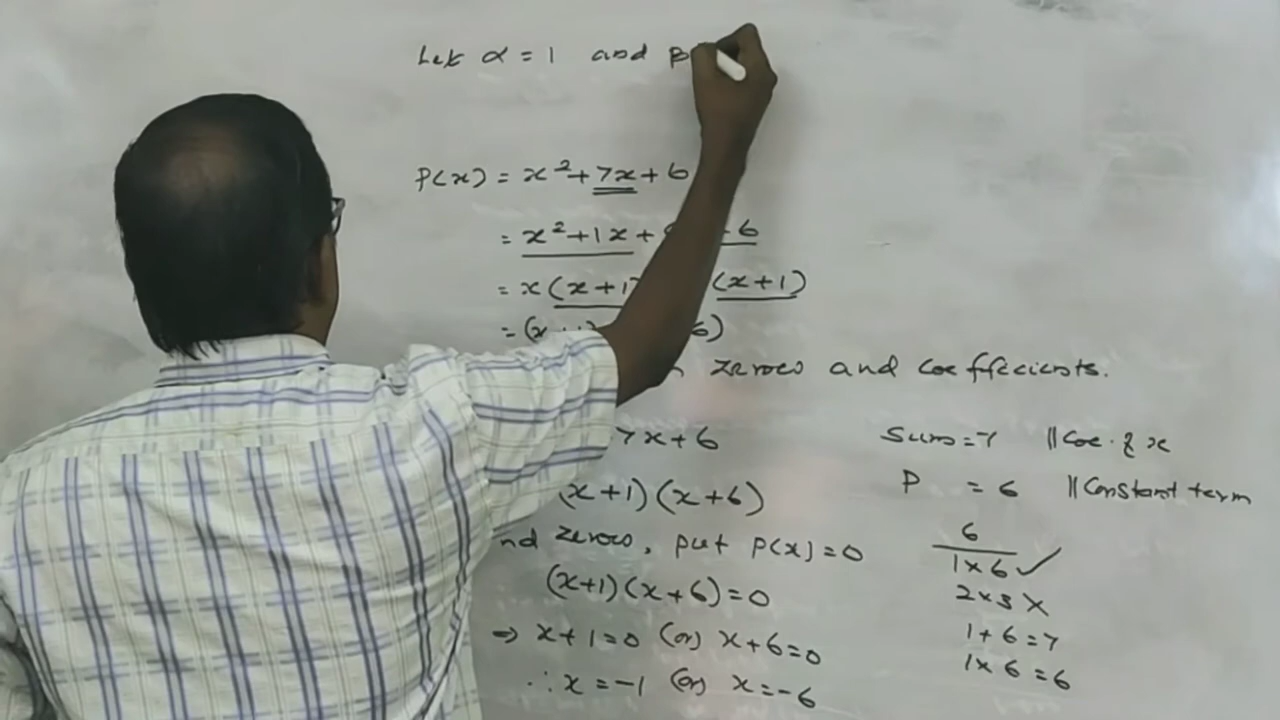 Let α = 1 and β
P(x) = x² + 7x + 6
= x² + 1x + 6
= x(x+1) (x+1)
= (x 6)
zeroes and coefficients.
7x + 6
Sum = 7 || Coe. of x
(x+1)(x+6)
P = 6 || Constant term
nd zeroes, put p(x) = 0
6
1 x 6 ✓
(x+1)(x+6) = 0
2 x 3 X
⇒ x + 1 = 0 (or) x + 6 = 0
1 + 6 = 7
1 x 6 = 6
∴ x = -1 (or) x = -6